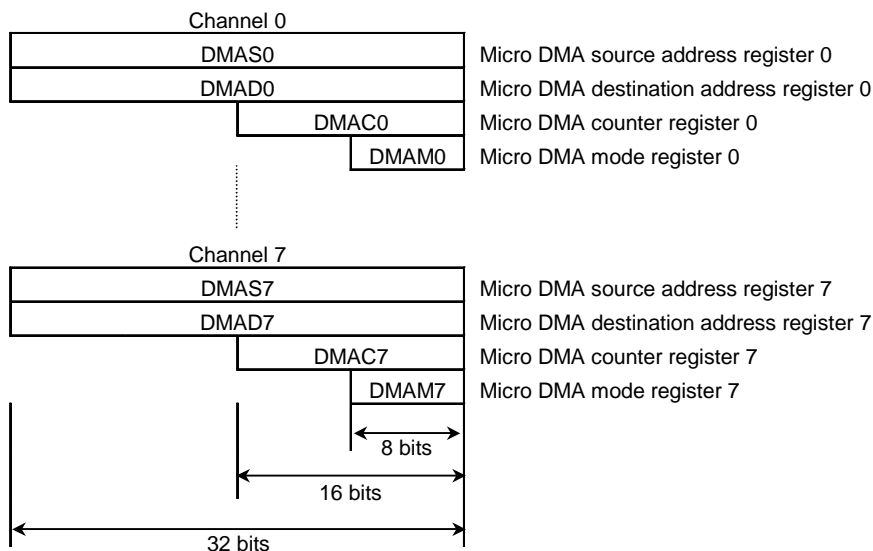 Channel 0
DMAS0 Micro DMA source address register 0
DMAD0 Micro DMA destination address register 0
DMAC0 Micro DMA counter register 0
DMAM0 Micro DMA mode register 0
Channel 7
DMAS7 Micro DMA source address register 7
DMAD7 Micro DMA destination address register 7
DMAC7 Micro DMA counter register 7
DMAM7 Micro DMA mode register 7
8 bits
16 bits
32 bits